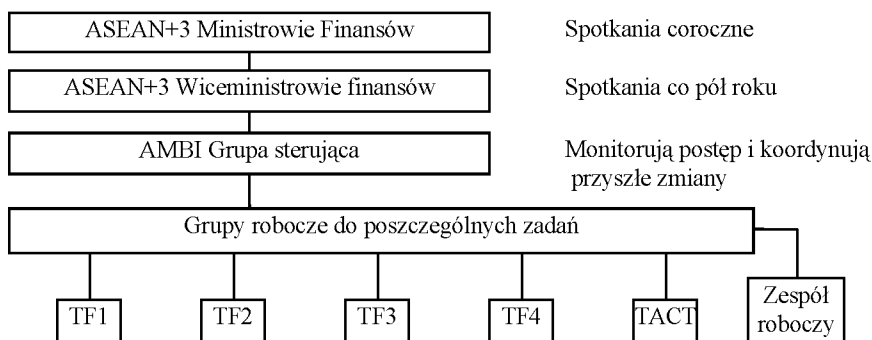 ASEAN+3 Ministrowie Finansów
Spotkania coroczne
ASEAN+3 Wiceministrowie finansów
Spotkania co pół roku
AMBI Grupa sterująca
Monitorują postęp i koordynują
przyszłe zmiany
Grupy robocze do poszczególnych zadań
TF1
TF2
TF3
TF4
TACT
Zespół
roboczy